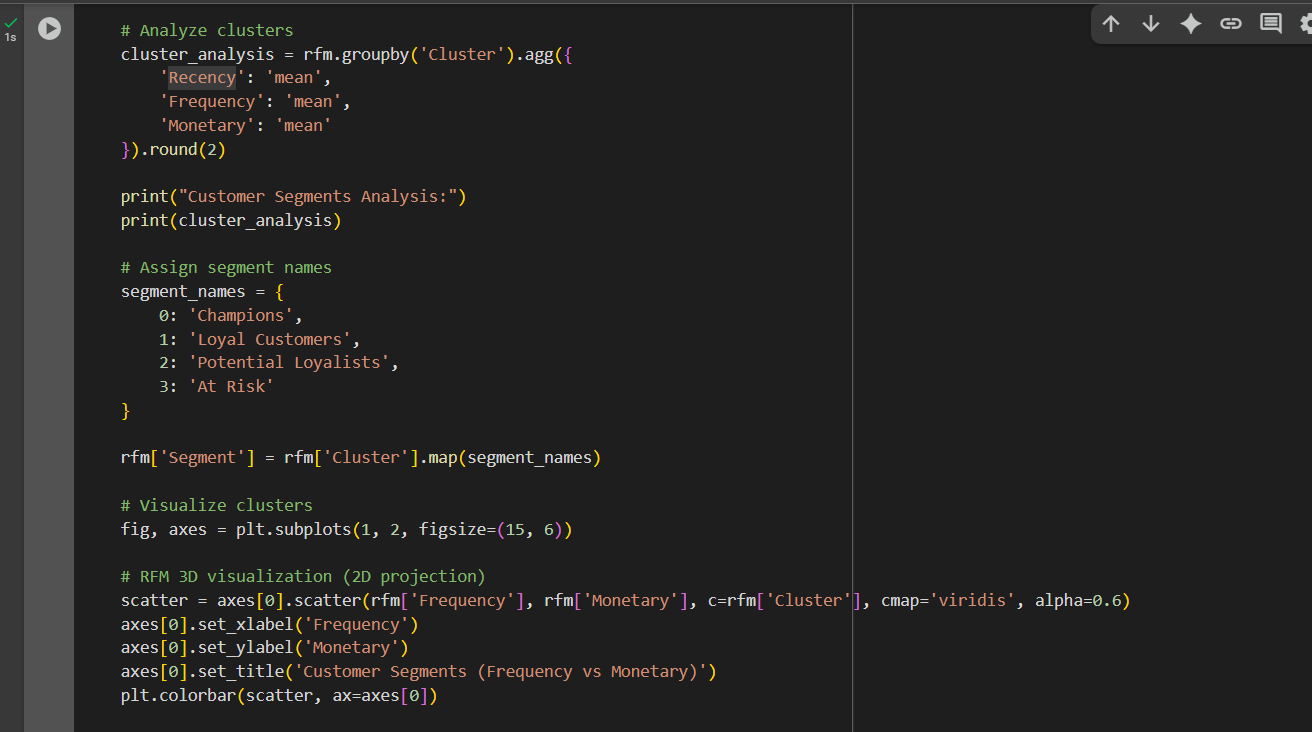 1s
# Analyze clusters
cluster_analysis = rfm.groupby('Cluster').agg({
    'Recency': 'mean',
    'Frequency': 'mean',
    'Monetary': 'mean'
}).round(2)
print("Customer Segments Analysis:")
print(cluster_analysis)
# Assign segment names
segment_names = {
    0: 'Champions',
    1: 'Loyal Customers',
    2: 'Potential Loyalists',
    3: 'At Risk'
}
rfm['Segment'] = rfm['Cluster'].map(segment_names)
# Visualize clusters
fig, axes = plt.subplots(1, 2, figsize=(15, 6))
# RFM 3D visualization (2D projection)
scatter = axes[0].scatter(rfm['Frequency'], rfm['Monetary'], c=rfm['Cluster'], cmap='viridis', alpha=0.6)
axes[0].set_xlabel('Frequency')
axes[0].set_ylabel('Monetary')
axes[0].set_title('Customer Segments (Frequency vs Monetary)')
plt.colorbar(scatter, ax=axes[0])